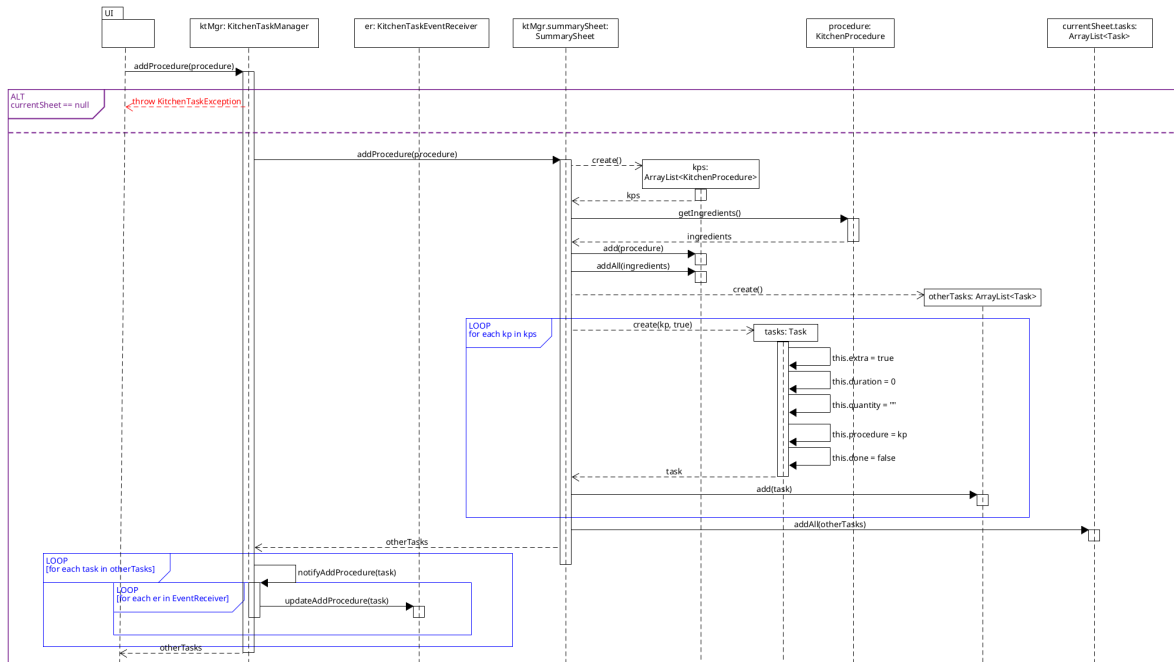 UI
ktMgr: KitchenTaskManager
er: KitchenTaskEventReceiver
ktMgr.summarySheet:
SummarySheet
procedure:
KitchenProcedure
currentSheet.tasks:
ArrayList<Task>
addProcedure(procedure)
ALT
currentSheet == null
throw KitchenTaskException
addProcedure(procedure)
create()
kps:
ArrayList<KitchenProcedure>
kps
getIngredients()
ingredients
add(procedure)
addAll(ingredients)
create()
otherTasks: ArrayList<Task>
LOOP
for each kp in kps
create(kp, true)
tasks: Task
this.extra = true
this.duration = 0
this.quantity = ""
this.procedure = kp
this.done = false
task
add(task)
addAll(otherTasks)
otherTasks
LOOP
[for each task in otherTasks]
notifyAddProcedure(task)
LOOP
[for each er in EventReceiver]
updateAddProcedure(task)
otherTasks